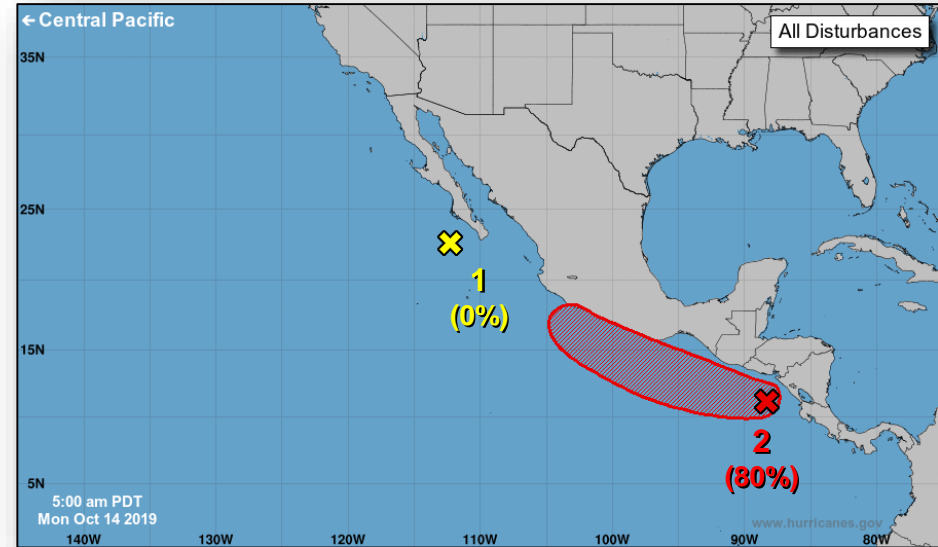 ← Central Pacific
All Disturbances
35N
25N
1
(0%)
15N
2
(80%)
5N
5:00 am PDT
Mon Oct 14 2019
www.hurricanes.gov
140W
130W
120W
110W
100W
90W
80W